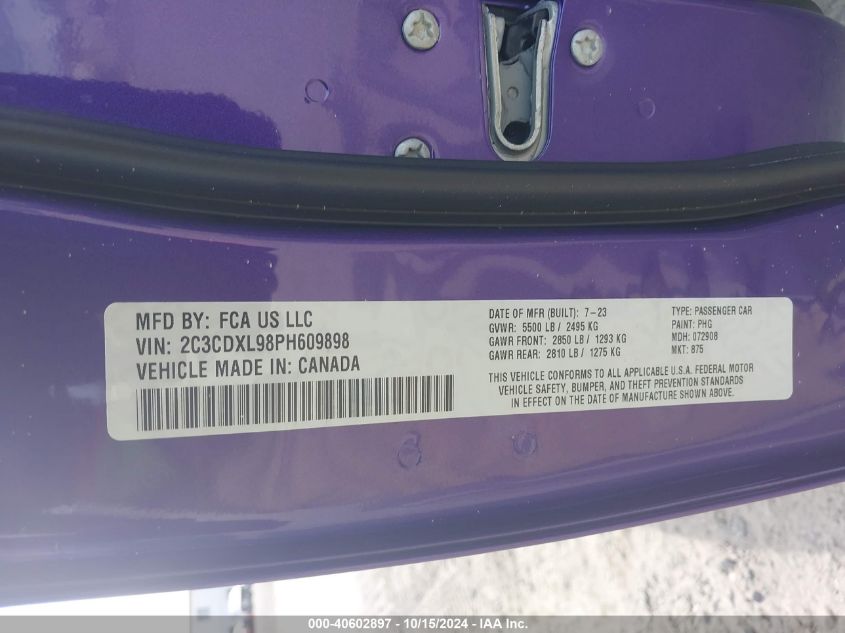 MFD BY: FCA US LLC
VIN: 2C3CDXL98PH609898
VEHICLE MADE IN: CANADA
DATE OF MFR (BUILT): 7-23
GVWR: 5500 LB / 2495 KG
GAWR FRONT: 2850 LB / 1293 KG
GAWR REAR: 2810 LB / 1275 KG
TYPE: PASSENGER CAR
PAINT: PHG
MDH: 072908
MKT: 875
THIS VEHICLE CONFORMS TO ALL APPLICABLE U.S.A. FEDERAL MOTOR
VEHICLE SAFETY, BUMPER, AND THEFT PREVENTION STANDARDS
IN EFFECT ON THE DATE OF MANUFACTURE SHOWN ABOVE.
000-40602897 - 10/15/2024 - IAA Inc.